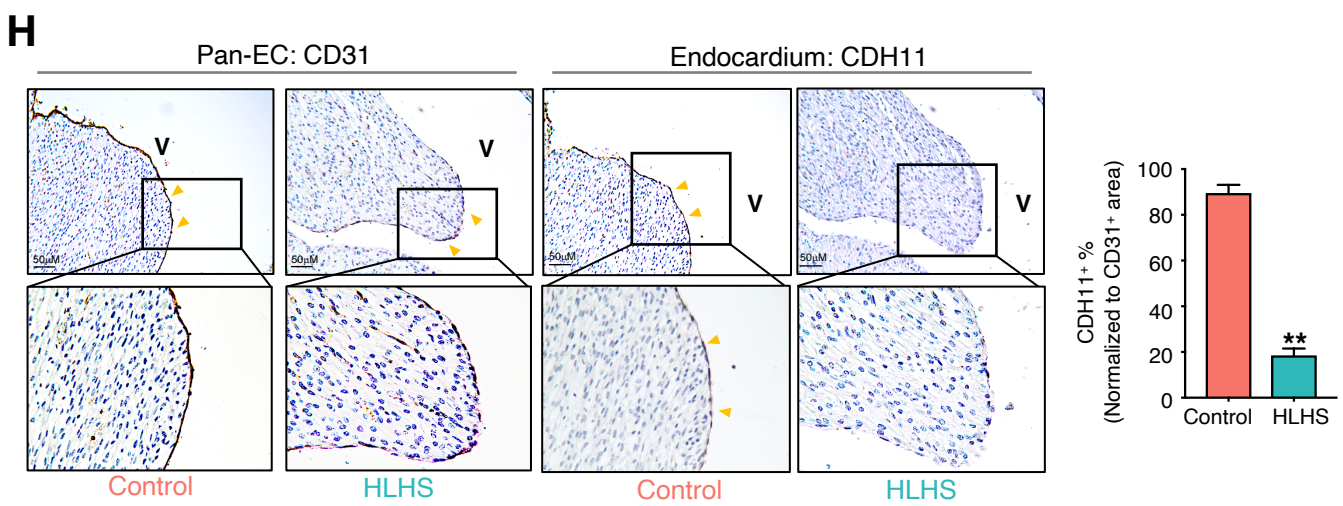 H
Pan-EC: CD31
Endocardium: CDH11
V
V
V
V
50μM
50μM
50μM
50μM
Control
HLHS
Control
HLHS
CDH11⁺ %
(Normalized to CD31⁺ area)
100
80
60
40
20
0
**
Control
HLHS